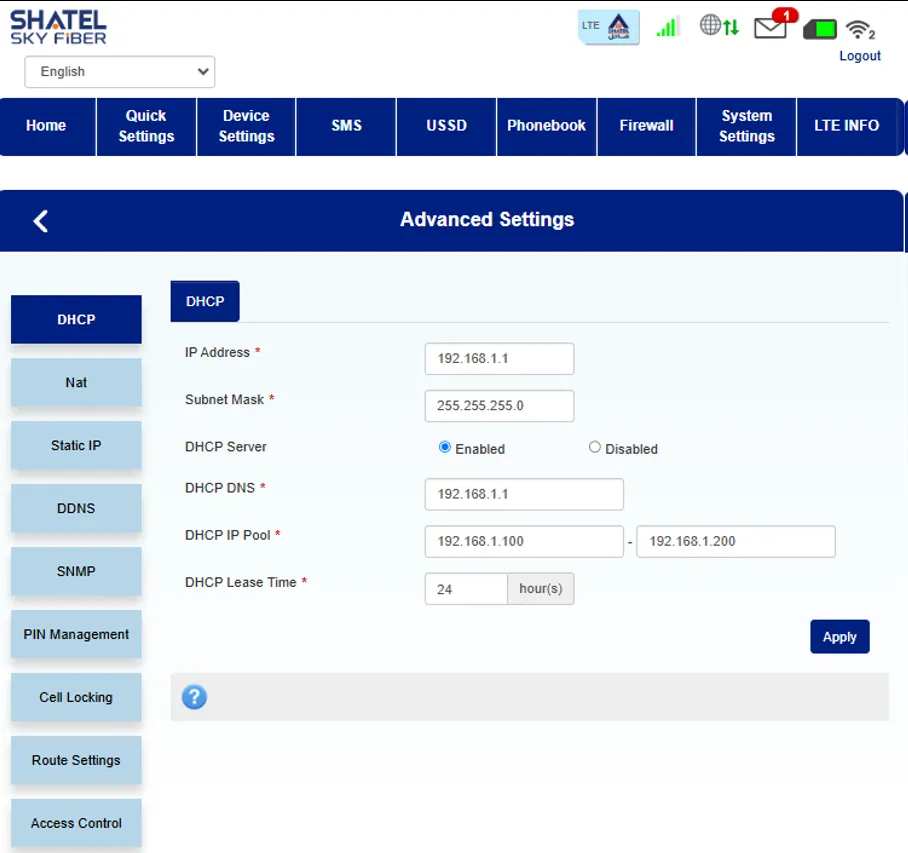 SHATEL
SKY FiBER
LTE
1
2
Logout
English
Home
Quick Settings
Device Settings
SMS
USSD
Phonebook
Firewall
System Settings
LTE INFO
Advanced Settings
DHCP
Nat
Static IP
DDNS
SNMP
PIN Management
Cell Locking
Route Settings
Access Control
DHCP
IP Address * 192.168.1.1
Subnet Mask * 255.255.255.0
DHCP Server Enabled Disabled
DHCP DNS * 192.168.1.1
DHCP IP Pool * 192.168.1.100 - 192.168.1.200
DHCP Lease Time * 24 hour(s)
Apply
?